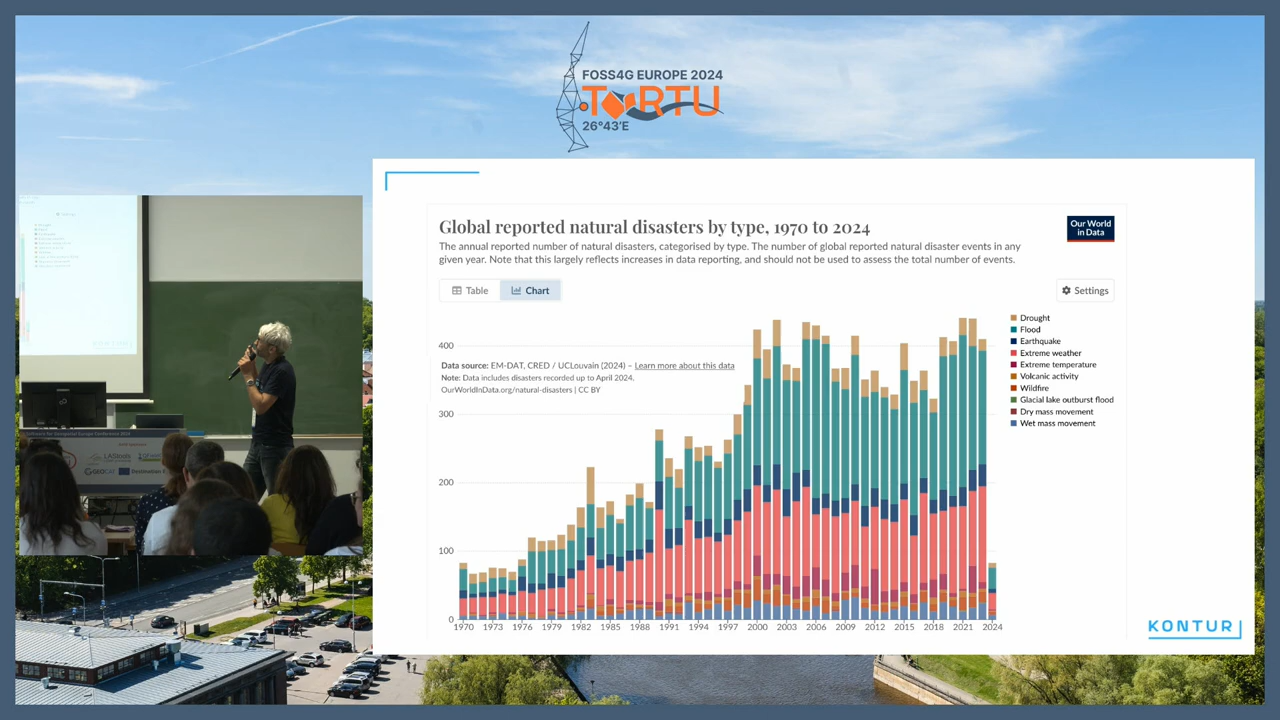 FOSS4G EUROPE 2024
TORTU
26°43'E
Global reported natural disasters by type, 1970 to 2024
Our World
in Data
The annual reported number of natural disasters, categorised by type. The number of global reported natural disaster events in any
given year. Note that this largely reflects increases in data reporting, and should not be used to assess the total number of events.
Table
Chart
Settings
Drought
Flood
Earthquake
Extreme weather
Extreme temperature
Volcanic activity
Wildfire
Glacial lake outburst flood
Dry mass movement
Wet mass movement
400
Data source: EM-DAT, CRED / UCLouvain (2024) – Learn more about this data
Note: Data includes disasters recorded up to April 2024.
OurWorldInData.org/natural-disasters | CC BY
300
200
100
0
1970 1973 1976 1979 1982 1985 1988 1991 1994 1997 2000 2003 2006 2009 2012 2015 2018 2021 2024
KONTUR
LAStools
GEOCAT
Destination